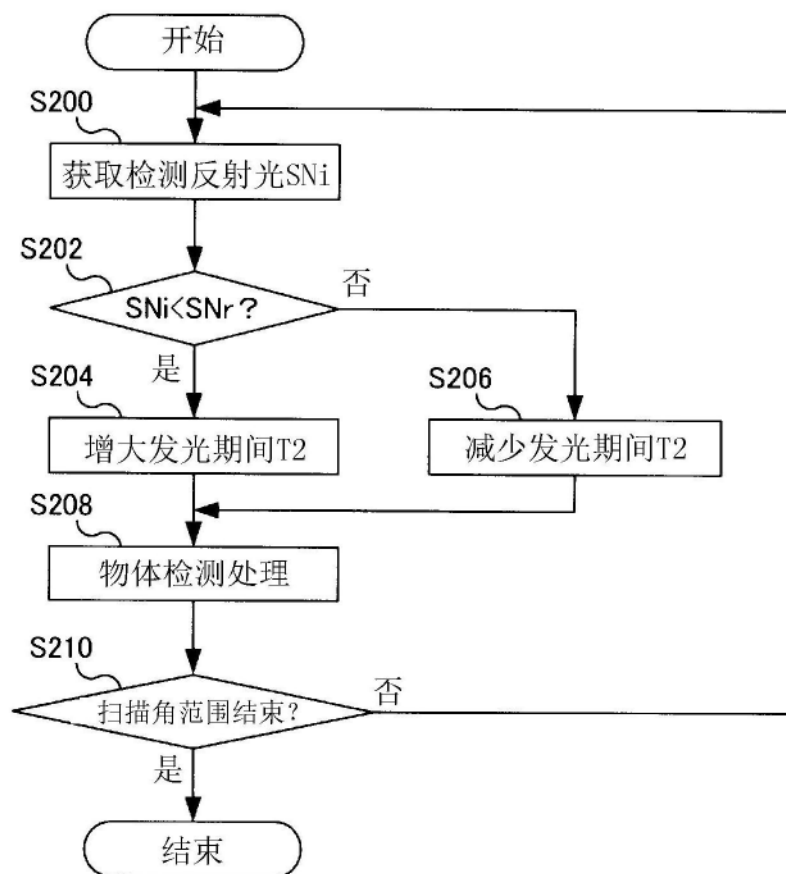 开始
S200
获取检测反射光SNi
S202
SNi<SNr?
否
是
S204
增大发光期间T2
S206
减少发光期间T2
S208
物体检测处理
S210
扫描角范围结束?
否
是
结束